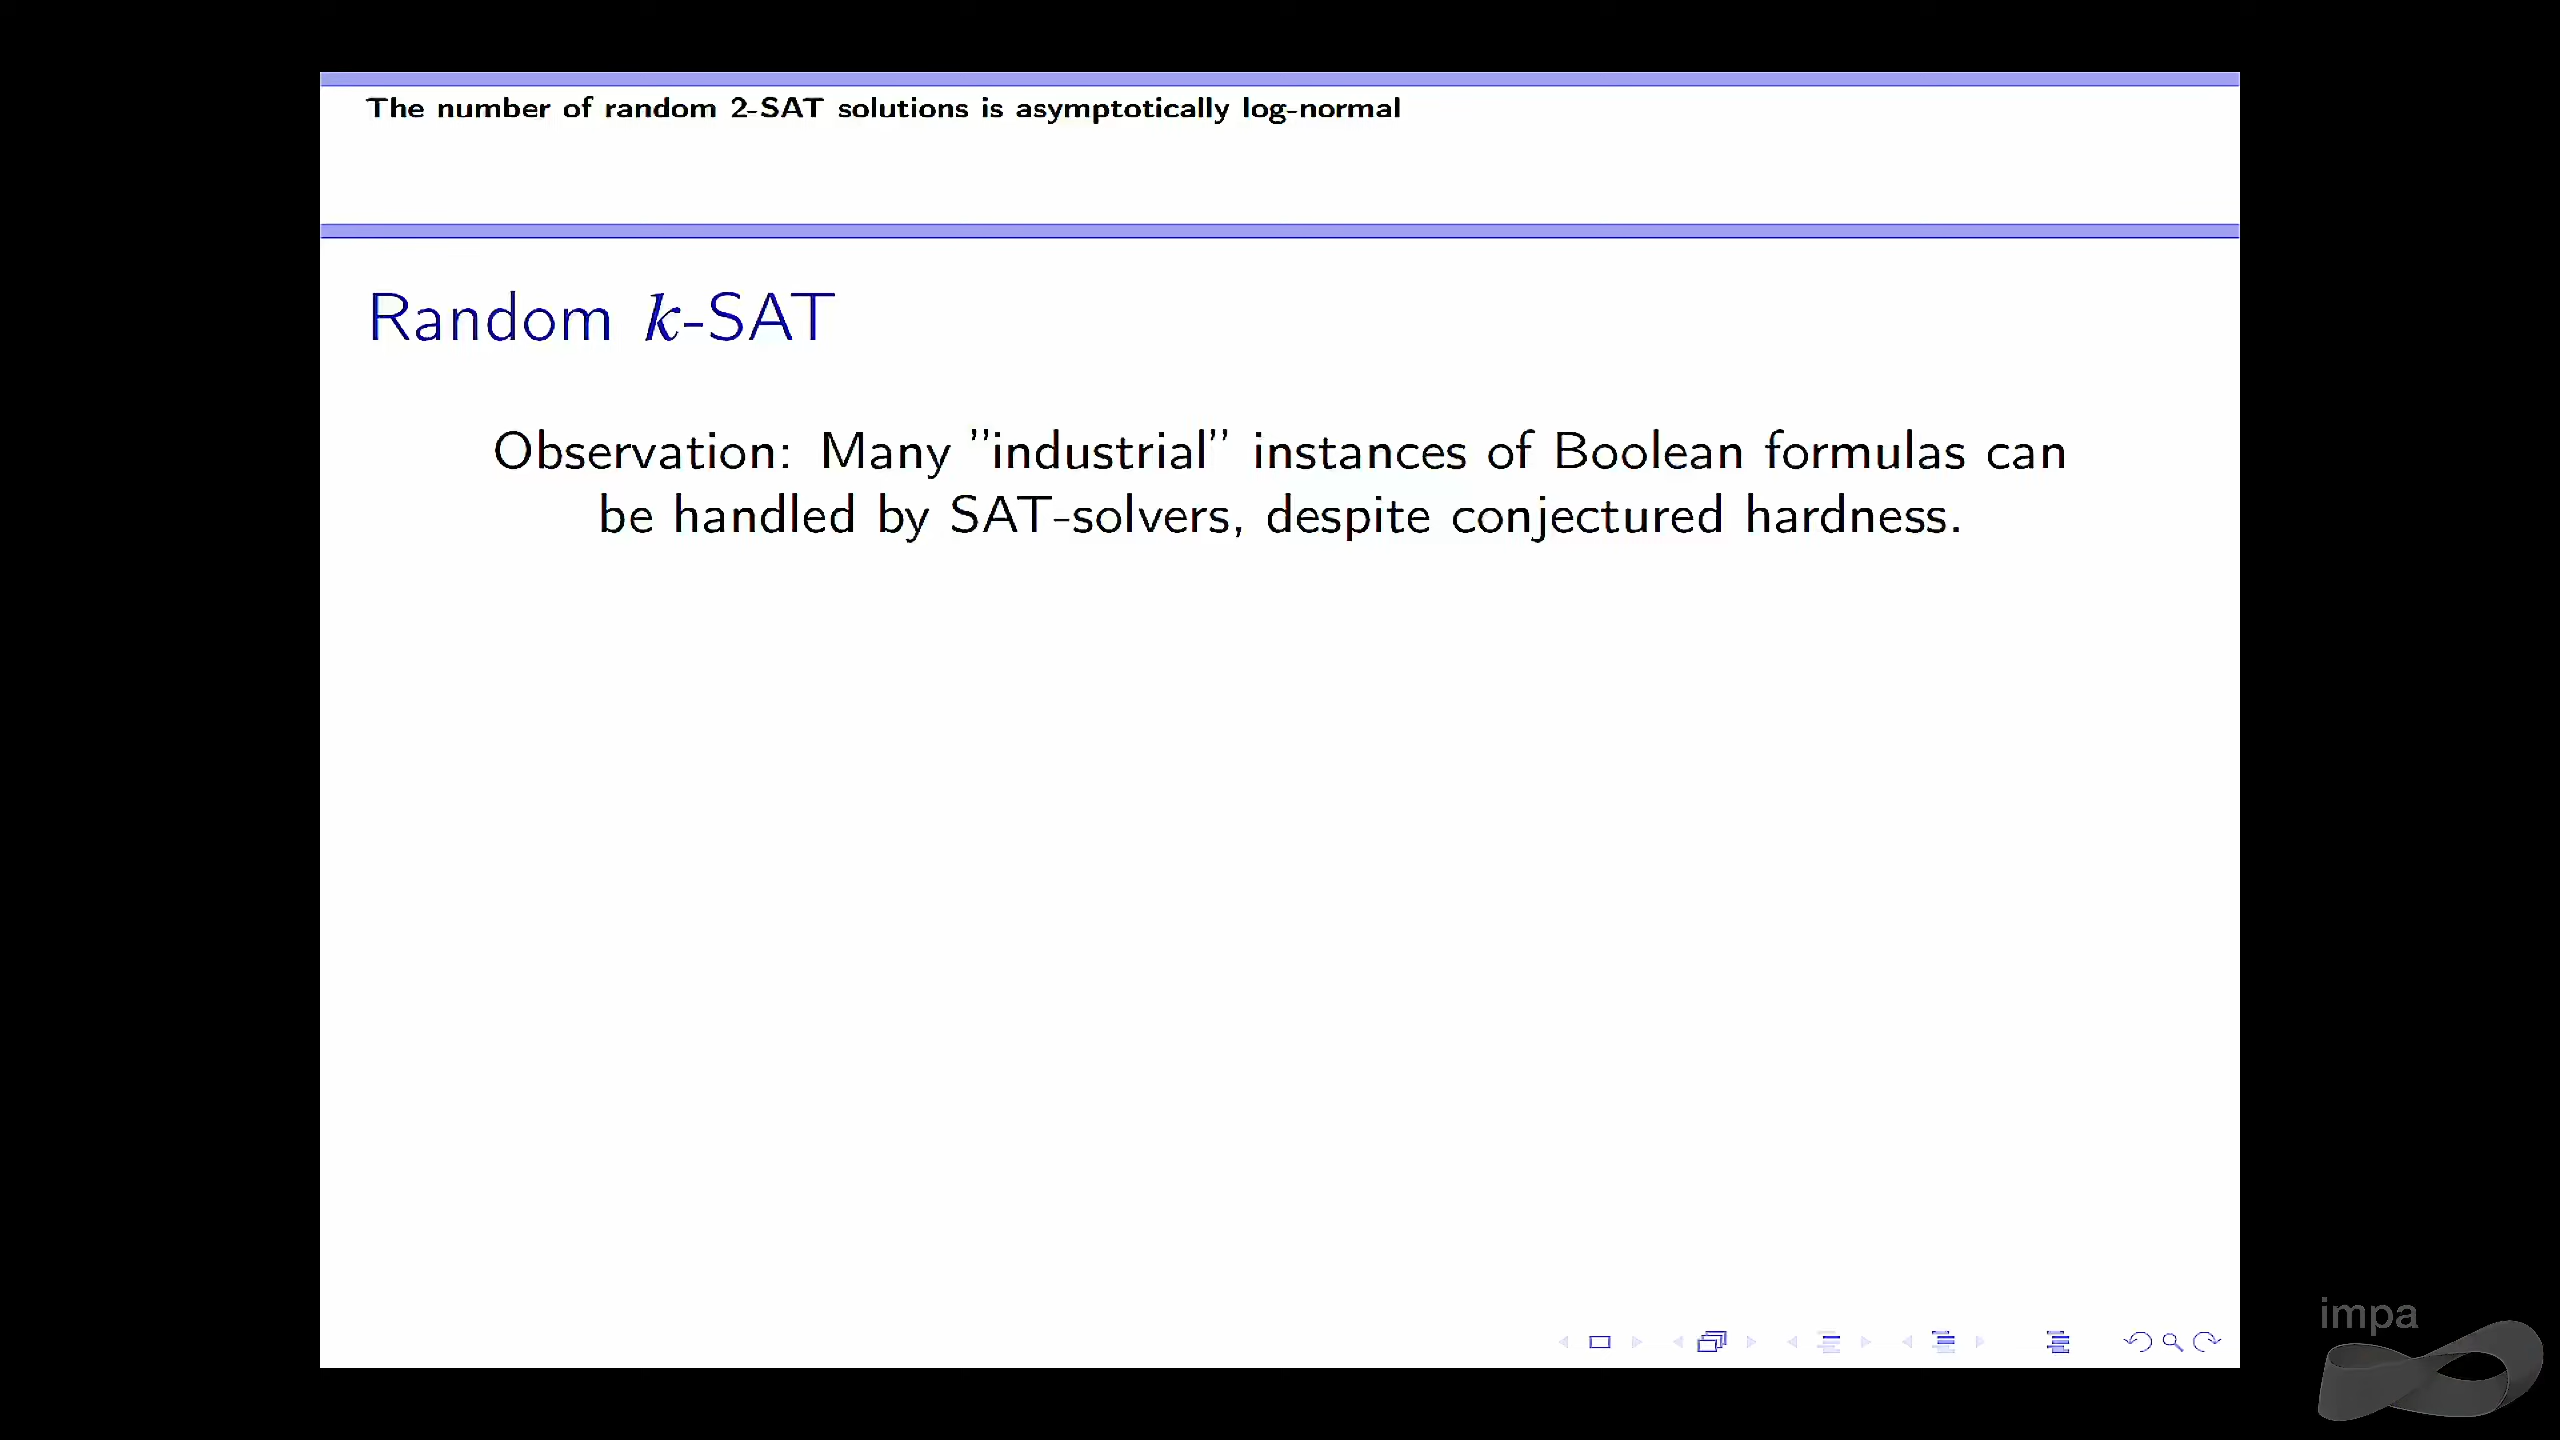 The number of random 2-SAT solutions is asymptotically log-normal
Random k-SAT
Observation: Many ”industrial” instances of Boolean formulas can
be handled by SAT-solvers, despite conjectured hardness.
impa